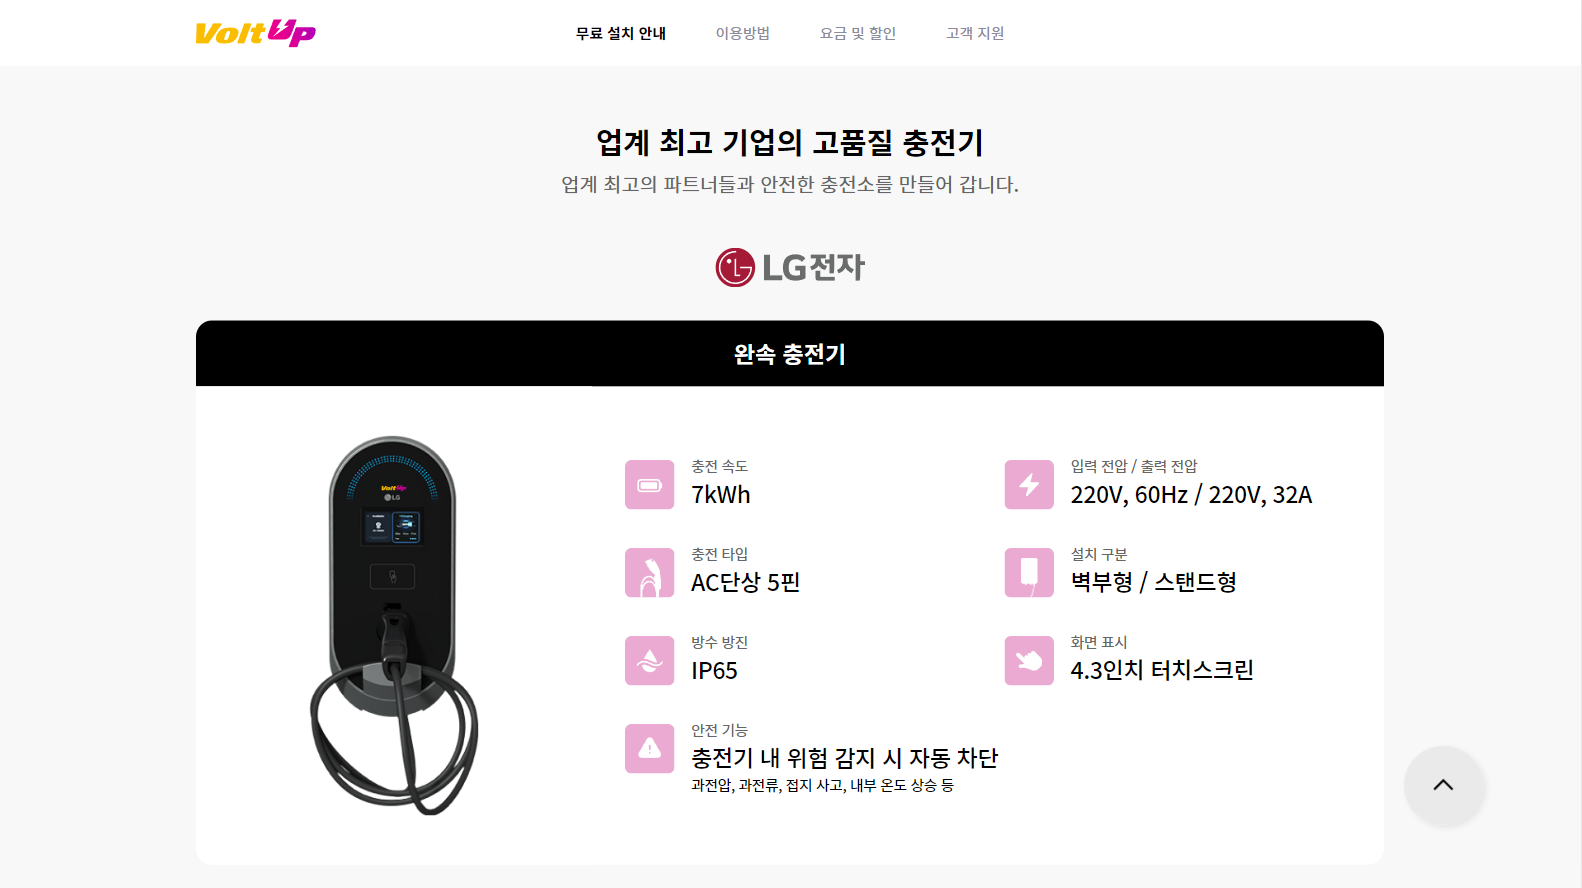 Volt Up
무료 설치 안내
이용방법
요금 및 할인
고객 지원
업계 최고 기업의 고품질 충전기
업계 최고의 파트너들과 안전한 충전소를 만들어 갑니다.
LG전자
완속 충전기
VoltUp
LG
충전 속도
7kWh
입력 전압 / 출력 전압
220V, 60Hz / 220V, 32A
충전 타입
AC단상 5핀
설치 구분
벽부형 / 스탠드형
방수 방진
IP65
화면 표시
4.3인치 터치스크린
안전 기능
충전기 내 위험 감지 시 자동 차단
과전압, 과전류, 접지 사고, 내부 온도 상승 등